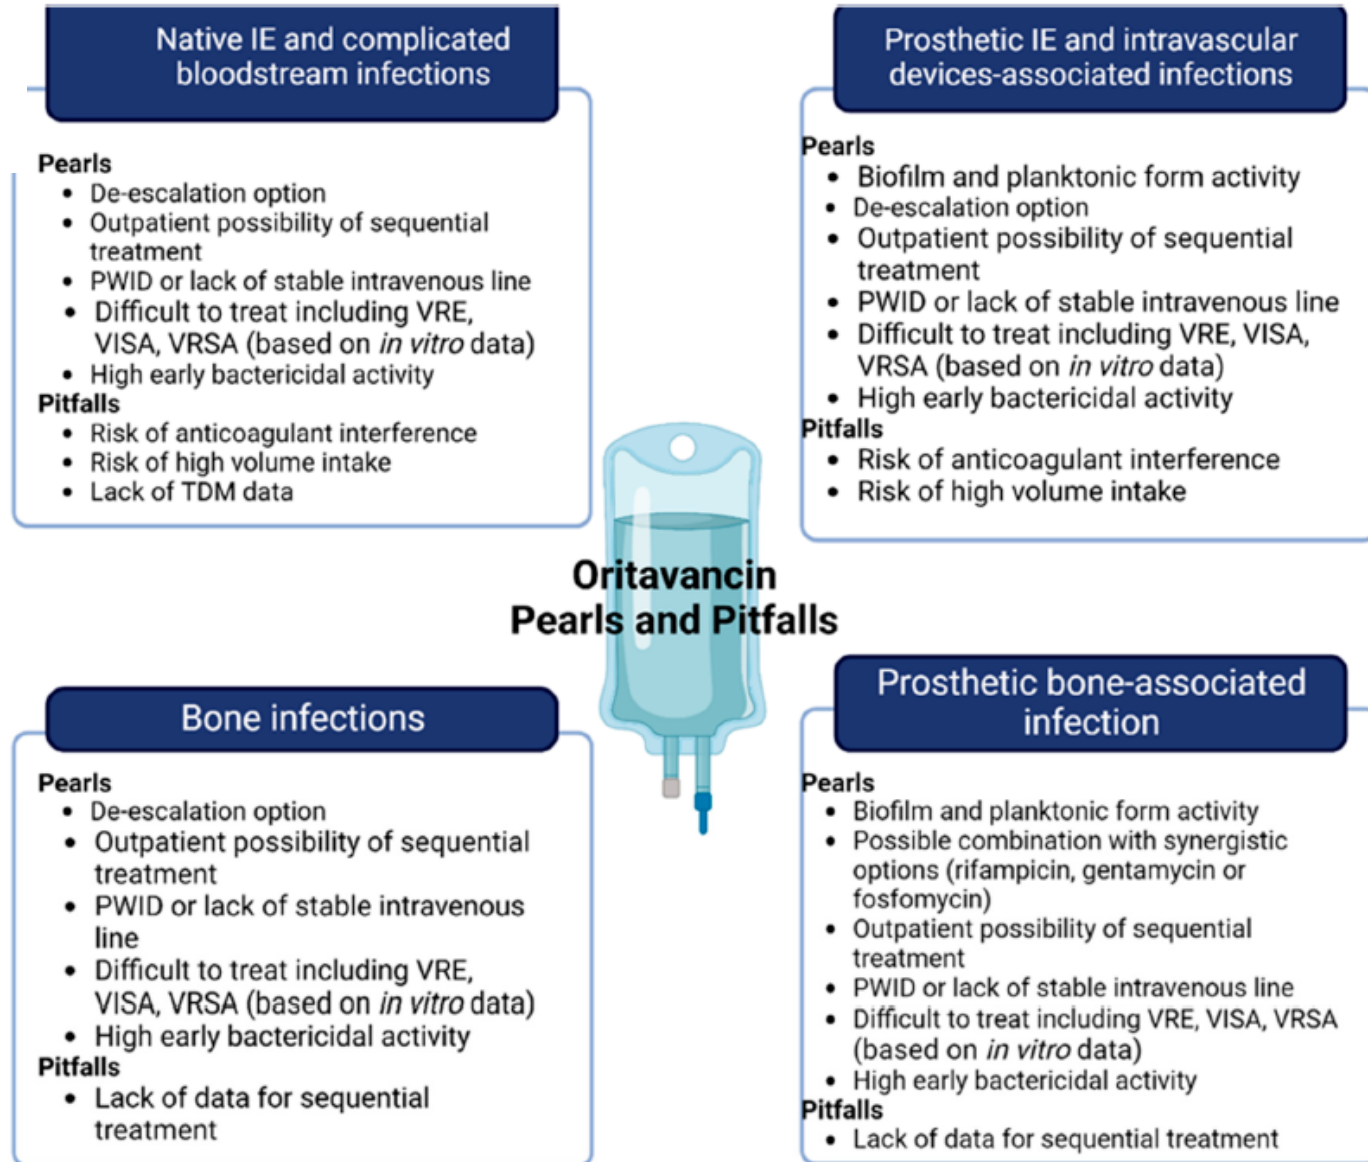 Native IE and complicated
bloodstream infections
Pearls
• De-escalation option
• Outpatient possibility of sequential
treatment
• PWID or lack of stable intravenous line
• Difficult to treat including VRE,
VISA, VRSA (based on in vitro data)
• High early bactericidal activity
Pitfalls
• Risk of anticoagulant interference
• Risk of high volume intake
• Lack of TDM data
Prosthetic IE and intravascular
devices-associated infections
Pearls
• Biofilm and planktonic form activity
• De-escalation option
• Outpatient possibility of sequential
treatment
• PWID or lack of stable intravenous line
• Difficult to treat including VRE, VISA,
VRSA (based on in vitro data)
• High early bactericidal activity
Pitfalls
• Risk of anticoagulant interference
• Risk of high volume intake
Oritavancin
Pearls and Pitfalls
Bone infections
Pearls
• De-escalation option
• Outpatient possibility of sequential
treatment
• PWID or lack of stable intravenous
line
• Difficult to treat including VRE,
VISA, VRSA (based on in vitro data)
• High early bactericidal activity
Pitfalls
• Lack of data for sequential
treatment
Prosthetic bone-associated
infection
Pearls
• Biofilm and planktonic form activity
• Possible combination with synergistic
options (rifampicin, gentamycin or
fosfomycin)
• Outpatient possibility of sequential
treatment
• PWID or lack of stable intravenous line
• Difficult to treat including VRE, VISA, VRSA
(based on in vitro data)
• High early bactericidal activity
Pitfalls
• Lack of data for sequential treatment